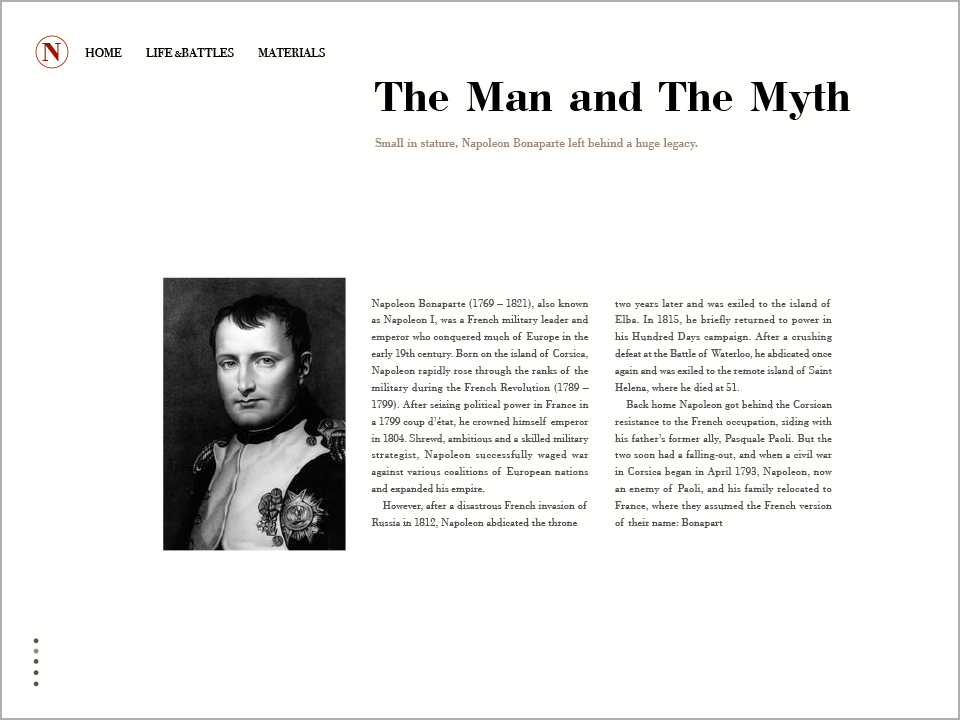 N HOME LIFE &BATTLES MATERIALS
The Man and The Myth
Small in stature, Napoleon Bonaparte left behind a huge legacy.
Napoleon Bonaparte (1769 – 1821), also known
as Napoleon I, was a French military leader and
emperor who conquered much of Europe in the
early 19th century. Born on the island of Corsica,
Napoleon rapidly rose through the ranks of the
military during the French Revolution (1789 –
1799). After seizing political power in France in
a 1799 coup d'état, he crowned himself emperor
in 1804. Shrewd, ambitious and a skilled military
strategist, Napoleon successfully waged war
against various coalitions of European nations
and expanded his empire.
However, after a disastrous French invasion of
Russia in 1812, Napoleon abdicated the throne
two years later and was exiled to the island of
Elba. In 1815, he briefly returned to power in
his Hundred Days campaign. After a crushing
defeat at the Battle of Waterloo, he abdicated once
again and was exiled to the remote island of Saint
Helena, where he died at 51.
Back home Napoleon got behind the Corsican
resistance to the French occupation, siding with
his father's former ally, Pasquale Paoli. But the
two soon had a falling-out, and when a civil war
in Corsica began in April 1793, Napoleon, now
an enemy of Paoli, and his family relocated to
France, where they assumed the French version
of their name: Bonapart